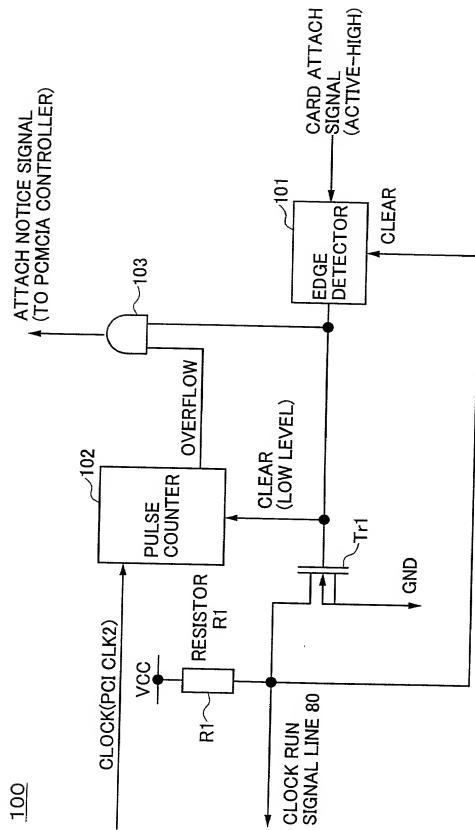 100
CLOCK(PCI CLK2)
102
PULSE
COUNTER
OVERFLOW
103
ATTACH NOTICE SIGNAL
(TO PCMCIA CONTROLLER)
VCC
R1
RESISTOR
R1
CLEAR
(LOW LEVEL)
101
EDGE
DETECTOR
CARD ATTACH
SIGNAL
(ACTIVE-HIGH)
CLEAR
CLOCK RUN
SIGNAL LINE 80
Tr1
GND